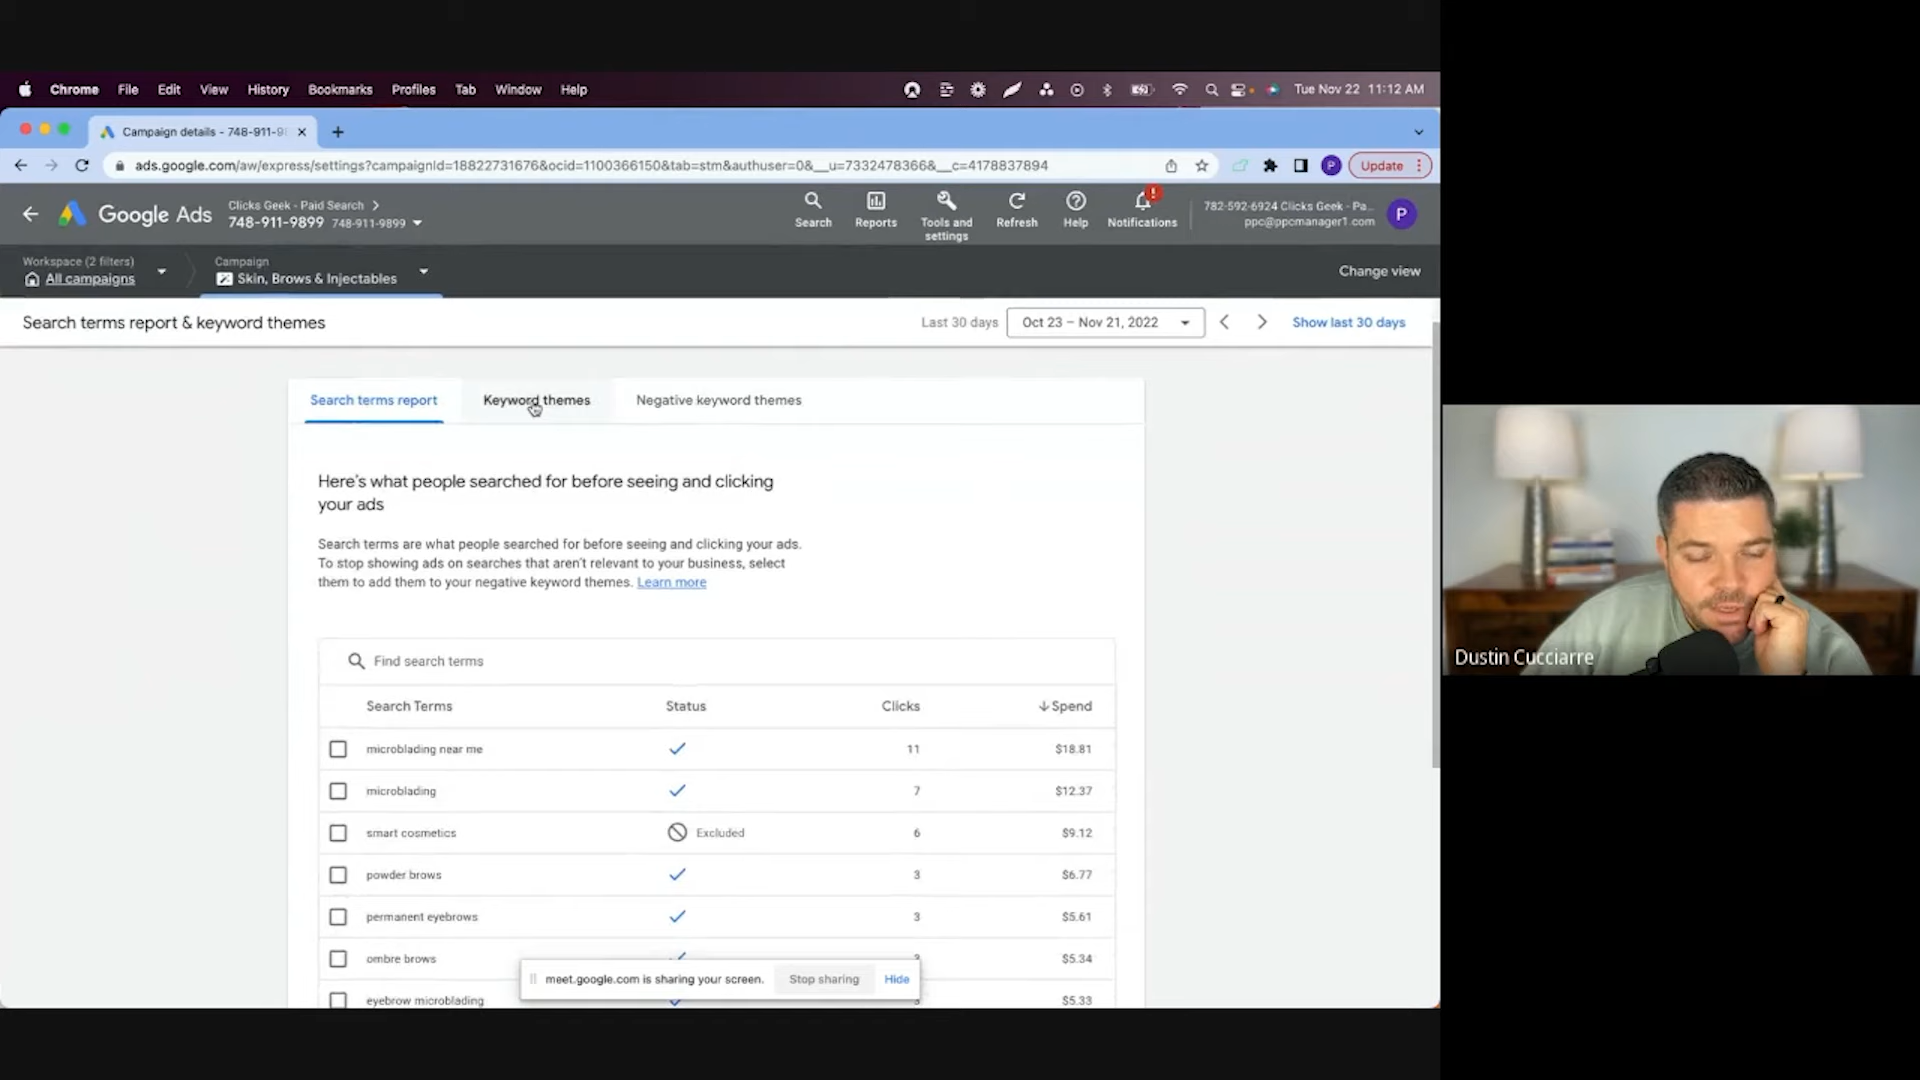 Chrome File Edit View History Bookmarks Profiles Tab Window Help Tue Nov 22 11:12 AM
Campaign details - 748-911-9
ads.google.com/aw/express/settings?campaignId=18822731676&ocid=1100366150&tab=stm&authuser=0&__u=7332478366&__c=4178837894
Update
Google Ads
Clicks Geek - Paid Search
748-911-9899 748-911-9899
Search
Reports
Tools and settings
Refresh
Help
Notifications
782-592-6924 Clicks Geek - Pa...
ppc@ppcmanager1.com
P
Workspace (2 filters)
All campaigns
Campaign
Skin, Brows & Injectables
Change view
Search terms report & keyword themes
Last 30 days Oct 23 – Nov 21, 2022 Show last 30 days
Search terms report Keyword themes Negative keyword themes
Here's what people searched for before seeing and clicking
your ads
Search terms are what people searched for before seeing and clicking your ads.
To stop showing ads on searches that aren't relevant to your business, select
them to add them to your negative keyword themes. Learn more
Find search terms
Search Terms Status Clicks Spend
microblading near me 11 $18.81
microblading 7 $12.37
smart cosmetics Excluded 6 $9.12
powder brows 3 $6.77
permanent eyebrows 3 $5.61
ombre brows $5.34
eyebrow microblading $5.33
meet.google.com is sharing your screen. Stop sharing Hide
Dustin Cucciarre